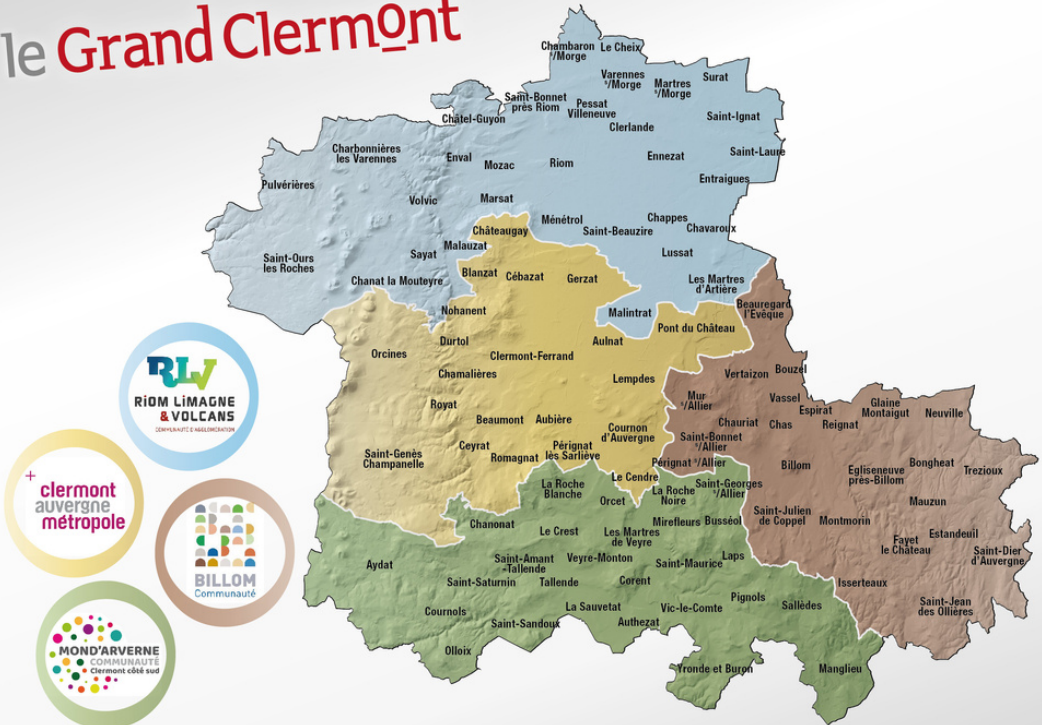 le Grand Clermont
Chambaron
s/Morge
Le Cheix
Varennes
s/Morge
Martres
s/Morge
Surat
Saint-Bonnet
près Riom
Pessat
Villeneuve
Châtel-Guyon
Clerlande
Saint-Ignat
Charbonnières
les Varennes
Enval
Mozac
Riom
Ennezat
Saint-Laure
Pulvérières
Entraigues
Volvic
Marsat
Ménétrol
Chappes
Châteaugay
Saint-Beauzire
Chavaroux
Malauzat
Sayat
Lussat
Saint-Ours
les Roches
Chanat la Mouteyre
Blanzat
Cébazat
Gerzat
Les Martres
d'Artière
Nohanent
Malintrat
Beauregard
l'Evêque
Pont du Château
Durtol
Aulnat
Orcines
Clermont-Ferrand
Chamalières
Lempdes
Vertaizon
Bouzel
Royat
Mur
s/Allier
Vassel
Espirat
Glaine
Montaigut
Neuville
Beaumont
Aubière
Chauriat
Chas
Reignat
Cournon
d'Auvergne
Saint-Bonnet
s/Allier
Ceyrat
Romagnat
Pérignat
lès Sarliève
Saint-Genès
Champanelle
Pérignat s/Allier
Billom
Egliseneuve
près-Billom
Bongheat
Trezioux
Le Cendre
La Roche
Blanche
Orcet
La Roche
Noire
Saint-Georges
s/Allier
Mauzun
Chanonat
Le Crest
Les Martres
de Veyre
Mirefleurs
Busséol
Saint-Julien
de Coppel
Montmorin
Fayet
le Château
Estandeuil
Saint-Dier
d'Auvergne
Aydat
Saint-Amant
-Tallende
Veyre-Monton
Saint-Maurice
Laps
Saint-Saturnin
Tallende
Corent
Isserteaux
Cournols
La Sauvetat
Vic-le-Comte
Pignols
Sallèdes
Saint-Jean
des Ollières
Saint-Sandoux
Authezat
Olloix
Yronde et Buron
Manglieu
RLV
RiOM LiMAGNE
& VOLCANS
COMMUNAUTÉ D'AGGLOMÉRATION
+
clermont
auvergne
métropole
BILLOM
Communauté
MOND'ARVERNE
COMMUNAUTÉ
Clermont côté sud